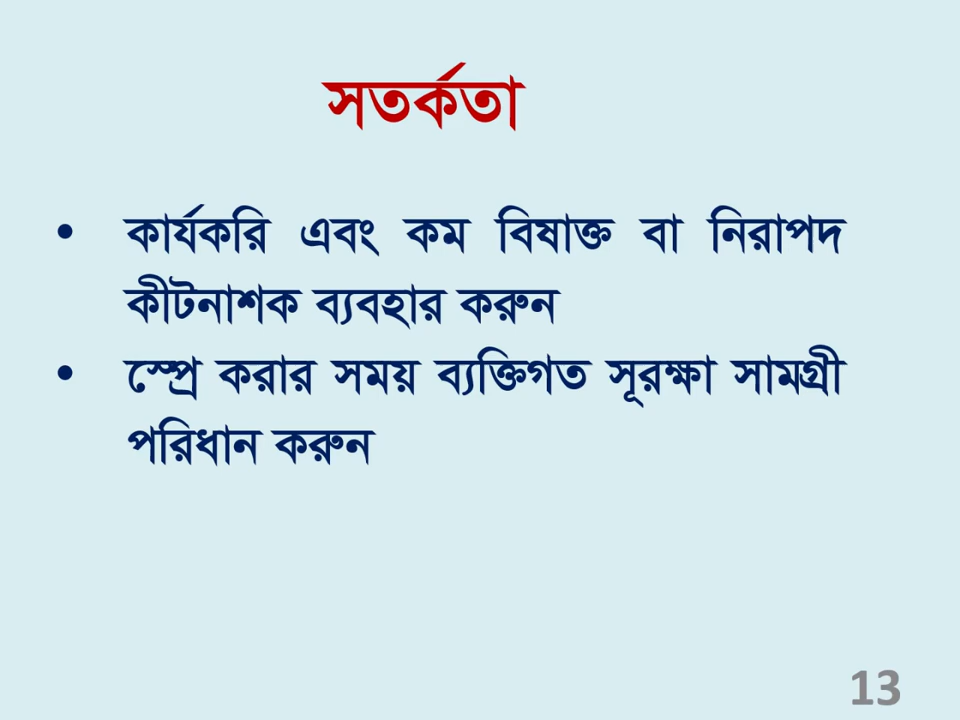 সতর্কতা
• কার্যকরি এবং কম বিষাক্ত বা নিরাপদ
কীটনাশক ব্যবহার করুন
• স্প্রে করার সময় ব্যক্তিগত সূরক্ষা সামগ্রী
পরিধান করুন
13